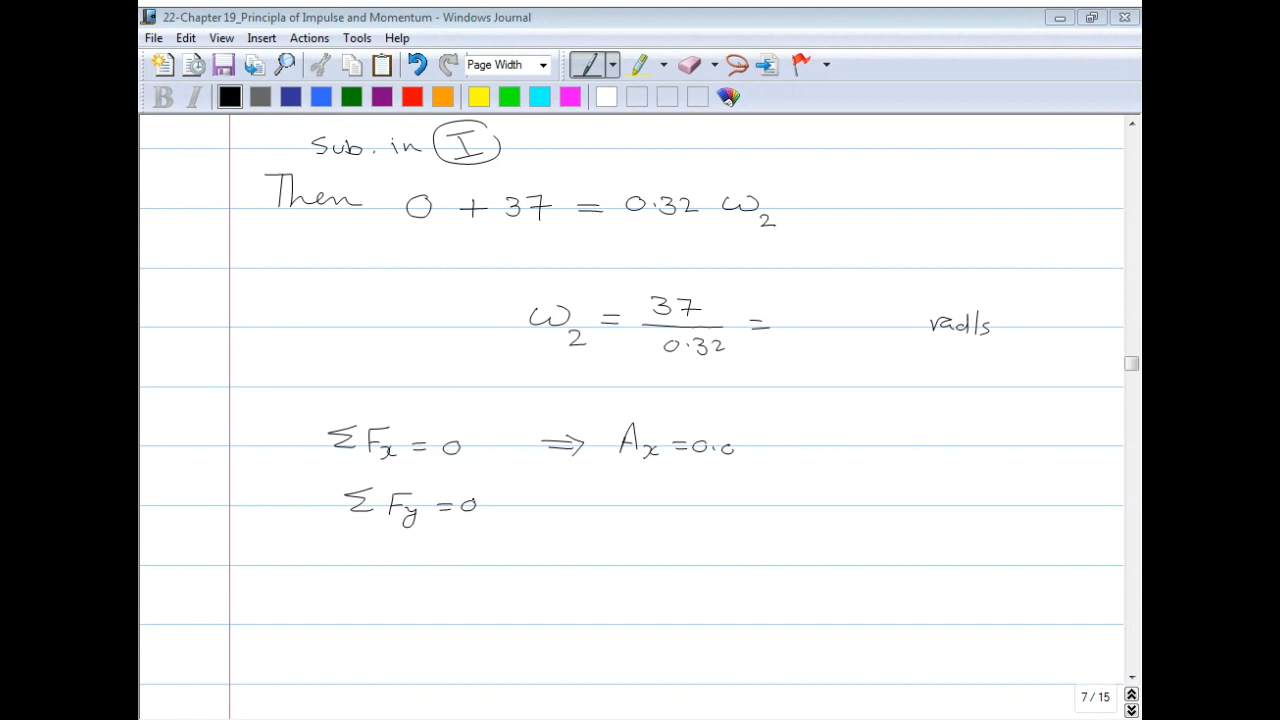 22-Chapter 19_Principla of Impulse and Momentum - Windows Journal
File Edit View Insert Actions Tools Help
Page Width
B I
Sub. in I
Then 0 + 37 = 0.32 ω2
ω2 = 37/0.32 = rad/s
ΣFx = 0 ⇒ Ax = 0.0
ΣFy = 0
7 / 15